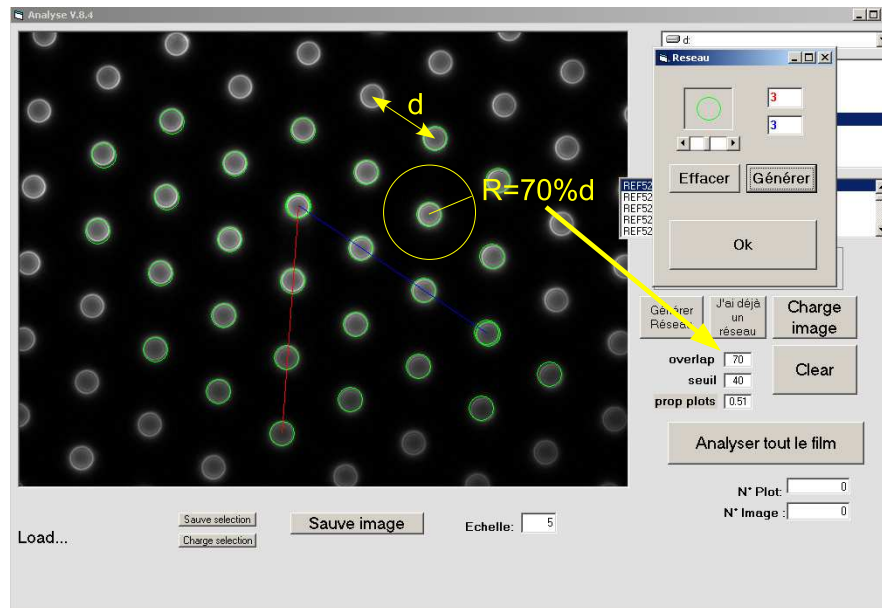 Analyse V.8.4
d:
Reseau
3
3
Effacer
Générer
Ok
d
R=70%d
REF52
REF52
REF52
REF52
REF52
Générer
Réseau
J'ai déjà
un
réseau
Charge
image
overlap 70
seuil 40
prop plots 0.51
Clear
Analyser tout le film
N° Plot: 0
N° Image : 0
Load...
Sauve selection
Charge selection
Sauve image
Echelle: 5